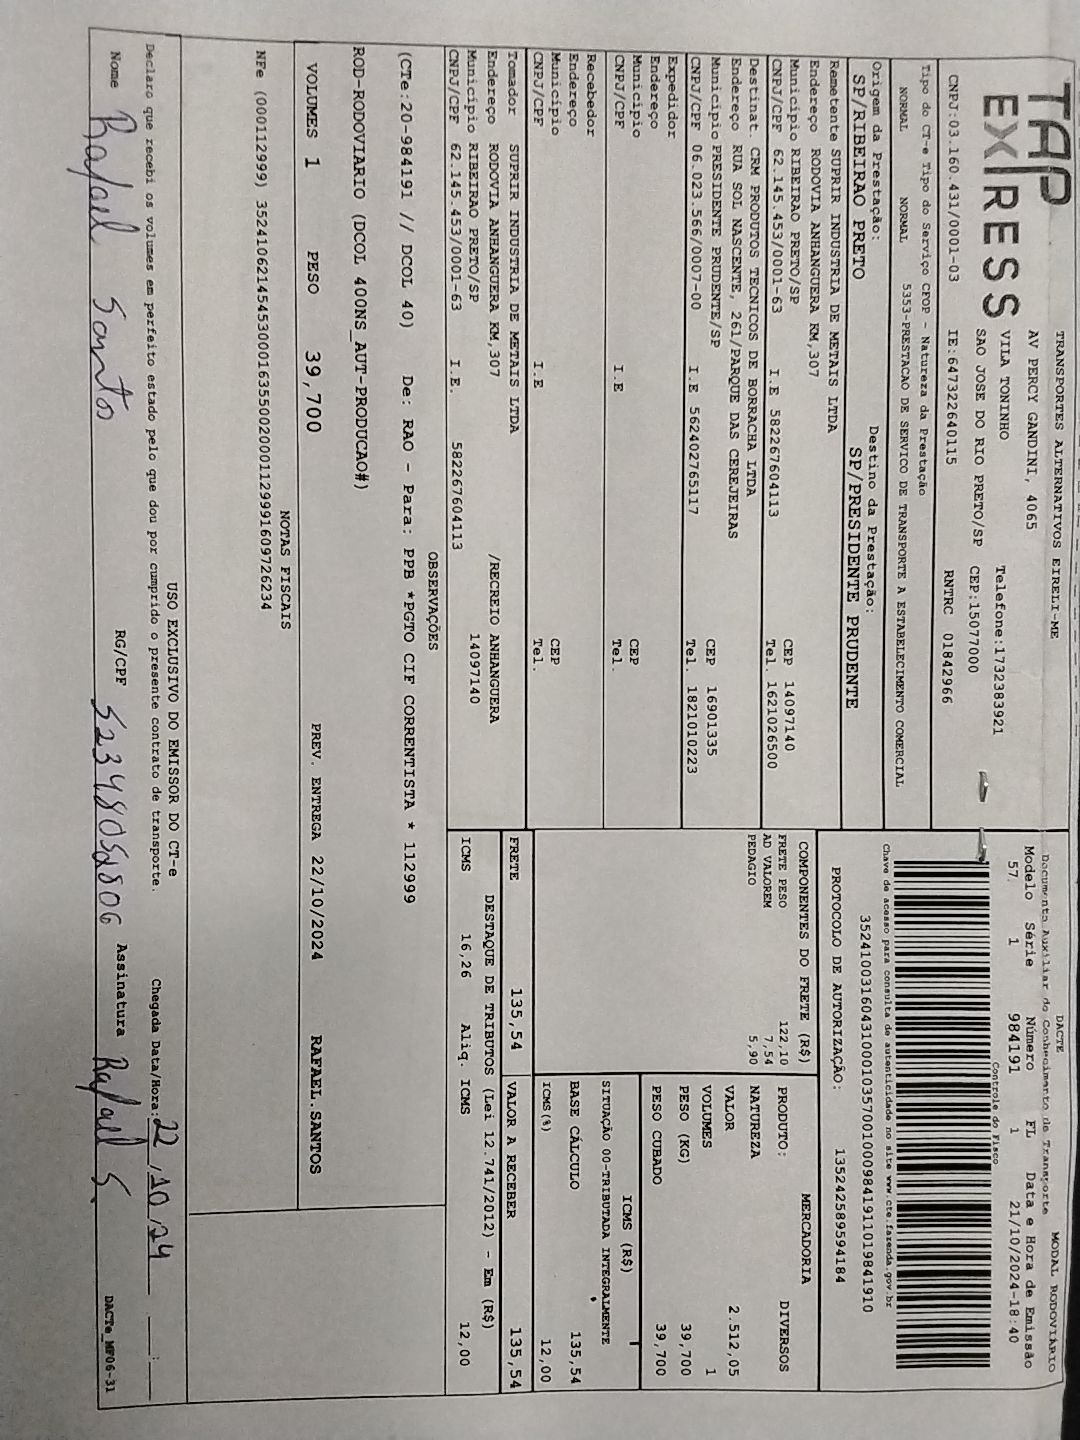 TAP
EXPRESS
TRANSPORTES ALTERNATIVOS EIRELI-ME
AV PERCY GANDINI, 4065
VILA TONINHO Telefone:1732383921
SAO JOSE DO RIO PRETO/SP CEP:15077000
CNPJ:03.160.431/0001-03 IE:647322640115 RNTRC 01842966
DACTE MODAL RODOVIÁRIO
Documento Auxiliar do Conhecimento de Transporte
Modelo Série Número FL Data e Hora de Emissão
57 1 984191 1 21/10/2024-18:40
Controle do Fisco
Chave de acesso para consulta de autenticidade no site www.cte.fazenda.gov.br
35241003160431000103570010009841911019841910
PROTOCOLO DE AUTORIZAÇÃO: 135242589594184
Tipo do CT-e Tipo do Serviço CFOP - Natureza da Prestação
NORMAL NORMAL 5353-PRESTACAO DE SERVICO DE TRANSPORTE A ESTABELECIMENTO COMERCIAL
Origem da Prestação: Destino da Prestação:
SP/RIBEIRAO PRETO SP/PRESIDENTE PRUDENTE
Remetente SUPRIR INDUSTRIA DE METAIS LTDA
Endereço RODOVIA ANHANGUERA KM,307
Municipio RIBEIRAO PRETO/SP CEP 14097140
CNPJ/CPF 62.145.453/0001-63 I.E 582267604113 Tel. 1621026500
Destinat. CRM PRODUTOS TECNICOS DE BORRACHA LTDA
Endereço RUA SOL NASCENTE, 261/PARQUE DAS CEREJEIRAS
Municipio PRESIDENTE PRUDENTE/SP CEP 16901335
CNPJ/CPF 06.023.566/0007-00 I.E 562402765117 Tel. 1821010223
Expedidor
Endereço
Municipio CEP
CNPJ/CPF I.E Tel.
Recebedor
Endereço
Municipio CEP
CNPJ/CPF I.E Tel.
Tomador SUPRIR INDUSTRIA DE METAIS LTDA
Endereço RODOVIA ANHANGUERA KM,307 /RECREIO ANHANGUERA
Municipio RIBEIRAO PRETO/SP 14097140
CNPJ/CPF 62.145.453/0001-63 I.E. 582267604113
COMPONENTES DO FRETE (R$)
FRETE PESO 122,10
AD VALOREM 7,54
PEDAGIO 5,90
PRODUTO: MERCADORIA
NATUREZA DIVERSOS
VALOR 2.512,05
VOLUMES 1
PESO (KG) 39,700
PESO CUBADO 39,700
ICMS (R$)
SITUAÇÃO 00-TRIBUTADA INTEGRALMENTE
BASE CÁLCULO 135,54
ICMS(%) 12,00
FRETE 135,54 VALOR A RECEBER 135,54
DESTAQUE DE TRIBUTOS (Lei 12.741/2012) - Em (R$)
ICMS 16,26 Aliq. ICMS 12,00
OBSERVAÇÕES
(CTe:20-984191 // DCOL 40) De: RAO - Para: PPB *PGTO CIF CORRENTISTA * 112999
ROD-RODOVIARIO (DCOL 400NS_AUT-PRODUCAO#)
VOLUMES 1 PESO 39,700 PREV. ENTREGA 22/10/2024 RAFAEL.SANTOS
NOTAS FISCAIS
NFe (000112999) 35241062145453000163550020001129991609726234
USO EXCLUSIVO DO EMISSOR DO CT-e
Declaro que recebi os volumes em perfeito estado pelo que dou por cumprido o presente contrato de transporte. Chegada Data/Hora: 22/10/24 __:__
Nome Rafael Santos RG/CPF 52348052806 Assinatura Rafael S. DACTe_MF06-31